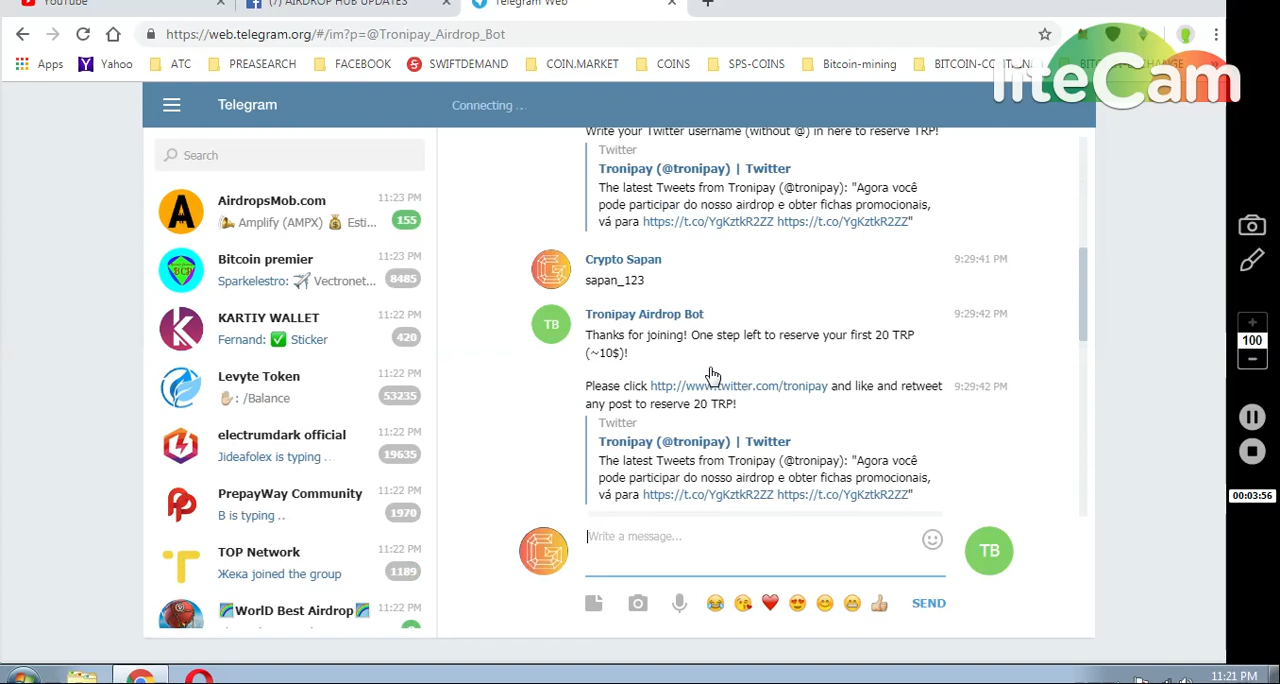 YouTube
(7) AIRDROP HUB UPDATES
Telegram Web
https://web.telegram.org/#/im?p=@Tronipay_Airdrop_Bot
Apps
Yahoo
ATC
PREASEARCH
FACEBOOK
SWIFTDEMAND
COIN.MARKET
COINS
SPS-COINS
Bitcoin-mining
liteCam
Telegram
Connecting ...
Search
AirdropsMob.com
11:23 PM
Amplify (AMPX) 💰 Esti...
155
Bitcoin premier
11:23 PM
Sparkelestro: ✈ Vectronet...
8485
KARTIY WALLET
11:22 PM
Fernand: ✅ Sticker
420
Levyte Token
11:22 PM
✋: /Balance
53235
electrumdark official
11:22 PM
Jideafolex is typing ..
19635
PrepayWay Community
11:22 PM
B is typing ..
1970
TOP Network
11:22 PM
Жека joined the group
1189
WorlD Best Airdrop
11:22 PM
Write your Twitter username (without @) in here to reserve TRP!
Twitter
Tronipay (@tronipay) | Twitter
The latest Tweets from Tronipay (@tronipay): "Agora você
pode participar do nosso airdrop e obter fichas promocionais,
vá para https://t.co/YgKztkR2ZZ https://t.co/YgKztkR2ZZ"
Crypto Sapan
9:29:41 PM
sapan_123
TB
Tronipay Airdrop Bot
9:29:42 PM
Thanks for joining! One step left to reserve your first 20 TRP
(~10$)!
Please click http://www.twitter.com/tronipay and like and retweet
9:29:42 PM
any post to reserve 20 TRP!
Twitter
Tronipay (@tronipay) | Twitter
The latest Tweets from Tronipay (@tronipay): "Agora você
pode participar do nosso airdrop e obter fichas promocionais,
vá para https://t.co/YgKztkR2ZZ https://t.co/YgKztkR2ZZ"
Write a message...
TB
SEND
100
00:03:56
11:21 PM